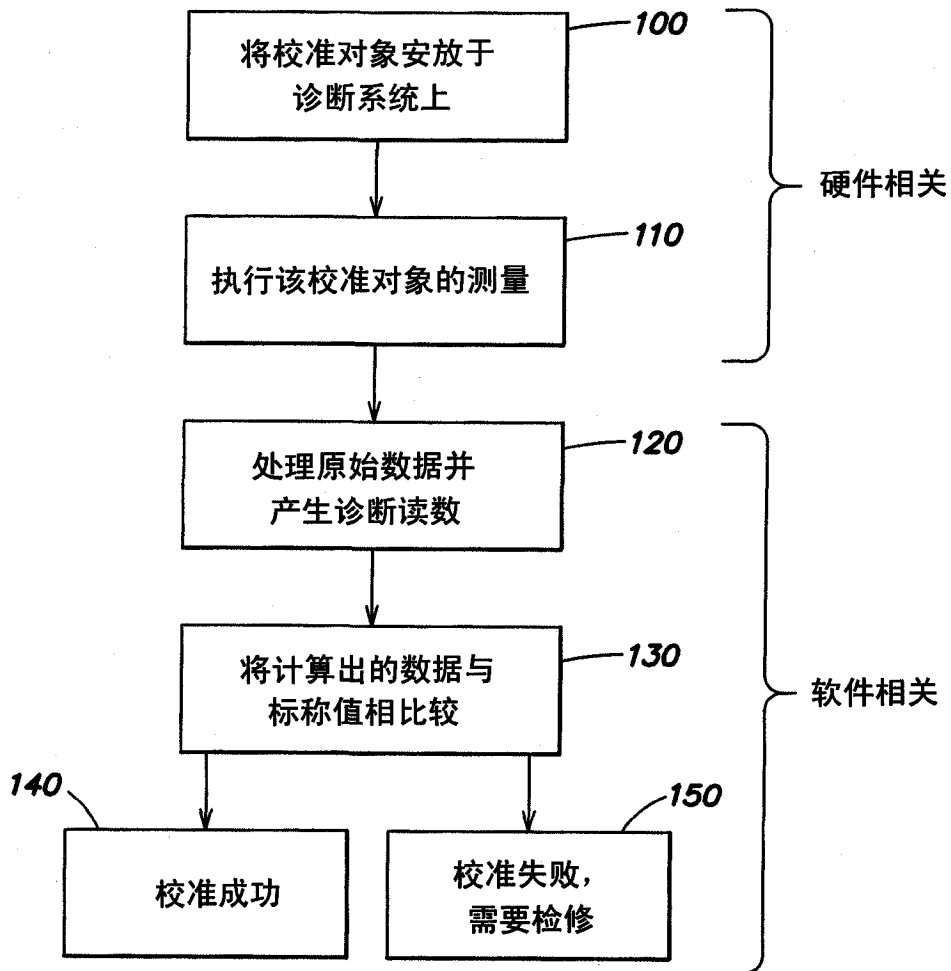 100
将校准对象安放于
诊断系统上
硬件相关
110
执行该校准对象的测量
120
处理原始数据并
产生诊断读数
130
将计算出的数据与
标称值相比较
软件相关
140
校准成功
150
校准失败，
需要检修